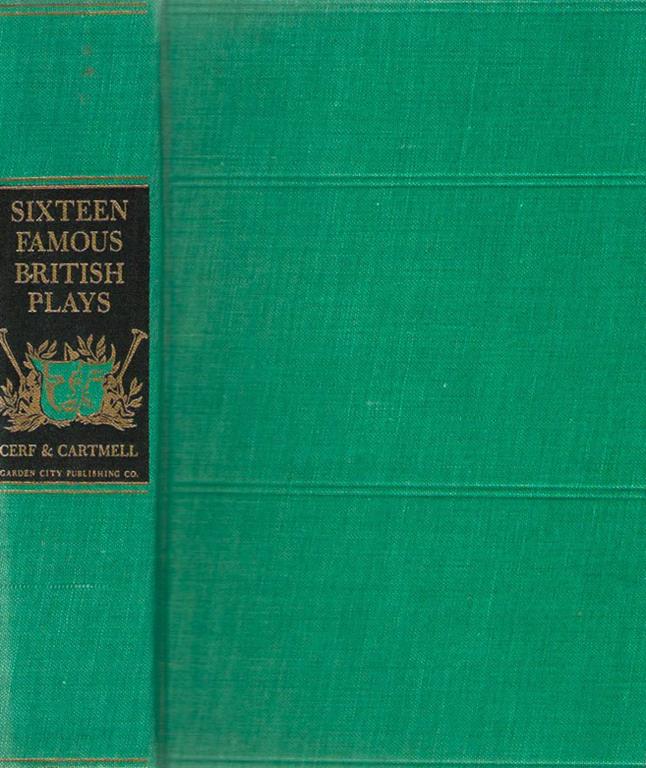 SIXTEEN
FAMOUS
BRITISH
PLAYS
CERF & CARTMELL
GARDEN CITY PUBLISHING CO.